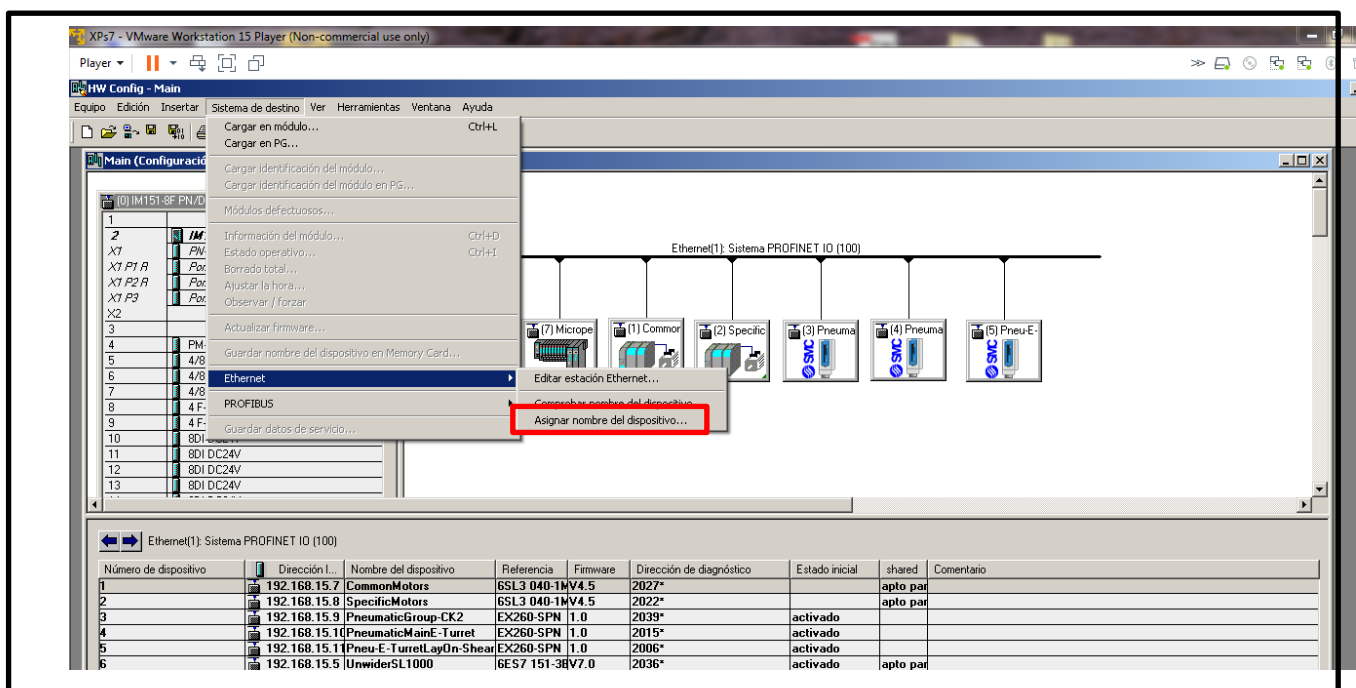 XPs7 - VMware Workstation 15 Player (Non-commercial use only)
Player
HW Config - Main
Equipo Edición Insertar Sistema de destino Ver Herramientas Ventana Ayuda
Cargar en módulo... Ctrl+L
Cargar en PG...
Main (Configuració
Cargar identificación del módulo...
Cargar identificación del módulo en PG...
(0) IM151-8F PN/D
Módulos defectuosos...
1
2 IM
Información del módulo... Ctrl+D
X1 PN-
Estado operativo... Ctrl+I
Ethernet(1): Sistema PROFINET IO (100)
X1 P1 R Por
Borrado total...
X1 P2 R Por
Ajustar la hora...
X1 P3 Por
Observar / forzar
X2
3
Actualizar firmware...
(7) Micrope (1) Common (2) Specific (3) Pneuma (4) Pneuma (5) Pneu-E-
SMC SMC SMC
4 PM-
Guardar nombre del dispositivo en Memory Card...
5 4/8
6 4/8
Ethernet
Editar estación Ethernet...
7 4/8
8 4 F-
PROFIBUS
Comprobar nombre del dispositivo
9 4 F-
Asignar nombre del dispositivo...
Guardar datos de servicio...
10 8DI DC24V
11 8DI DC24V
12 8DI DC24V
13 8DI DC24V
Ethernet(1): Sistema PROFINET IO (100)
Número de dispositivo Dirección I... Nombre del dispositivo Referencia Firmware Dirección de diagnóstico Estado inicial shared Comentario
1 192.168.15.7 CommonMotors 6SL3 040-1M V4.5 2027* apto par
2 192.168.15.8 SpecificMotors 6SL3 040-1M V4.5 2022* apto par
3 192.168.15.9 PneumaticGroup-CK2 EX260-SPN 1.0 2039* activado
4 192.168.15.10 PneumaticMainE-Turret EX260-SPN 1.0 2015* activado
5 192.168.15.11 Pneu-E-TurretLayOn-Shear EX260-SPN 1.0 2006* activado
6 192.168.15.5 UnwiderSL1000 6ES7 151-3B V7.0 2036* activado apto par